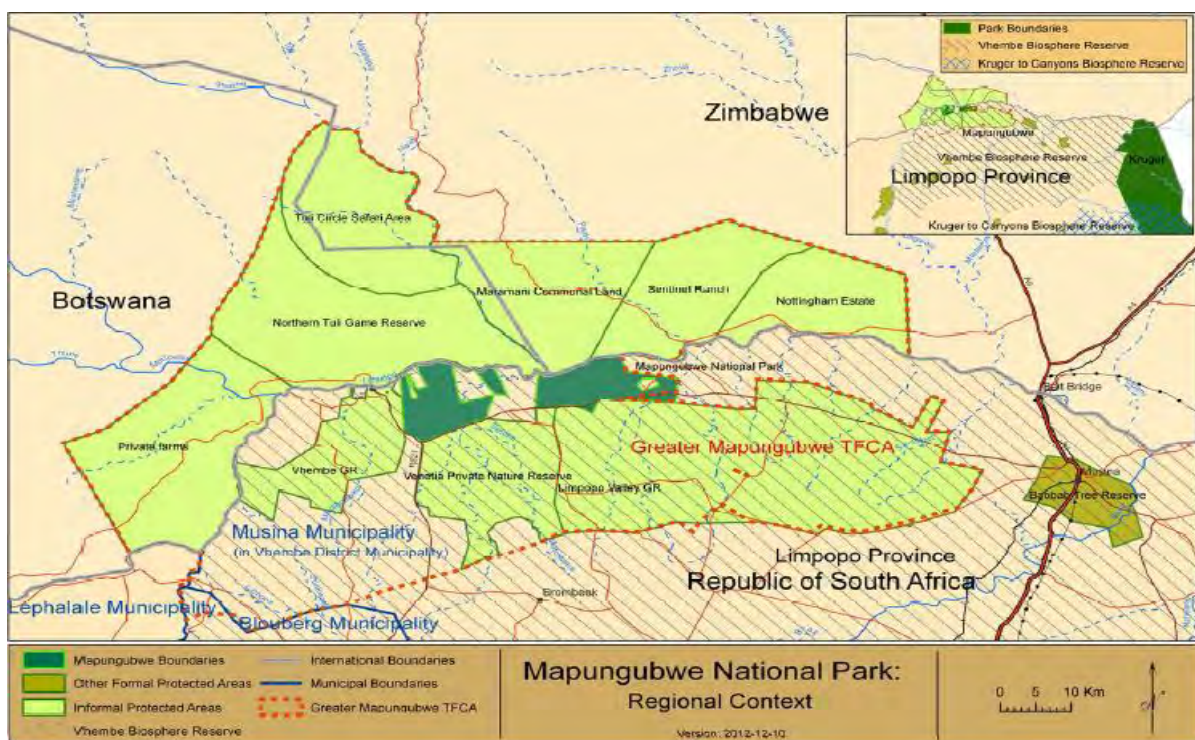 Park Boundaries
Vhembe Biosphere Reserve
Kruger to Canyons Biosphere Reserve
Mapungubwe
Kruger
Vhembe Biosphere Reserve
Limpopo Province
Kruger to Canyons Biosphere Reserve
Zimbabwe
Tuli Circle Safari Area
Botswana
Maramani Communal Land
Sentinel Ranch
Nottingham Estate
Northern Tuli Game Reserve
Mapungubwe National Park
Beit Bridge
Private farms
Greater Mapungubwe TFCA
Vhembe GR
Venetia Private Nature Reserve
Limpopo Valley GR
Musina
Baobab Tree Reserve
Musina Municipality
(in Vhembe District Municipality)
Limpopo Province
Republic of South Africa
Lephalale Municipality
Blouberg Municipality
Mapungubwe Boundaries
Other Formal Protected Areas
Informal Protected Areas
Vhembe Biosphere Reserve
International Boundaries
Municipal Boundaries
Greater Mapungubwe TFCA
Mapungubwe National Park:
Regional Context
Version: 2012-12-10
0 5 10 Km